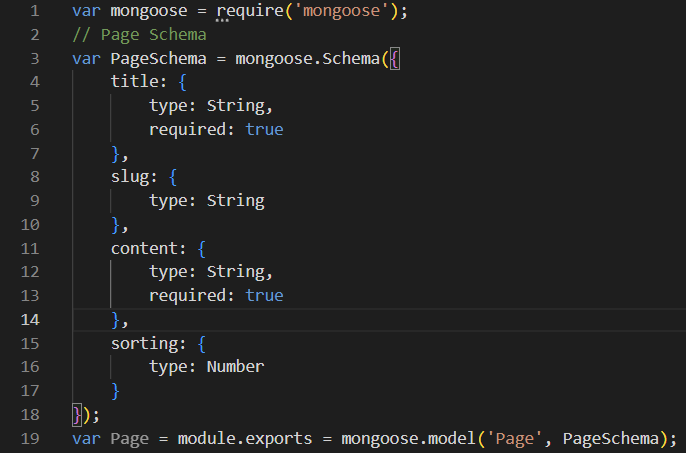 1 var mongoose = require('mongoose');
2 // Page Schema
3 var PageSchema = mongoose.Schema({
4     title: {
5         type: String,
6         required: true
7     },
8     slug: {
9         type: String
10     },
11     content: {
12         type: String,
13         required: true
14     },
15     sorting: {
16         type: Number
17     }
18 });
19 var Page = module.exports = mongoose.model('Page', PageSchema);